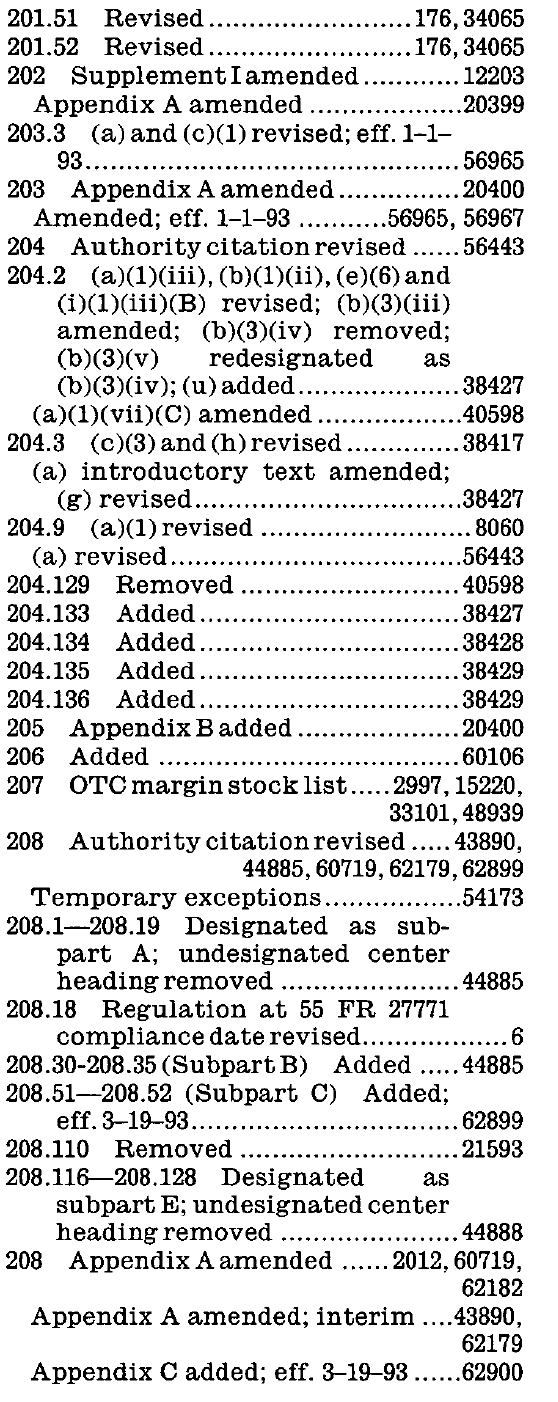 201.51 Revised..........................176, 34065
201.52 Revised..........................176, 34065
202 Supplement I amended.............12203
Appendix A amended ...................20399
203.3 (a) and (c)(1) revised; eff. 1–1–
93................................................56965
203 Appendix A amended................20400
Amended; eff. 1–1–93 ...........56965, 56967
204 Authority citation revised ......56443
204.2 (a)(1)(iii), (b)(1)(ii), (e)(6) and
(i)(1)(iii)(B) revised; (b)(3)(iii)
amended; (b)(3)(iv) removed;
(b)(3)(v) redesignated as
(b)(3)(iv); (u) added.....................38427
(a)(1)(vii)(C) amended ...................40598
204.3 (c)(3) and (h) revised...............38417
(a) introductory text amended;
(g) revised..................................38427
204.9 (a)(1) revised ...........................8060
(a) revised.....................................56443
204.129 Removed ............................40598
204.133 Added.................................38427
204.134 Added.................................38428
204.135 Added.................................38429
204.136 Added.................................38429
205 Appendix B added .....................20400
206 Added ......................................60106
207 OTC margin stock list.....2997, 15220,
33101, 48939
208 Authority citation revised .....43890,
44885, 60719, 62179, 62899
Temporary exceptions.................54173
208.1—208.19 Designated as sub-
part A; undesignated center
heading removed .......................44885
208.18 Regulation at 55 FR 27771
compliance date revised...................6
208.30-208.35 (Subpart B) Added .....44885
208.51—208.52 (Subpart C) Added;
eff. 3–19–93..................................62899
208.110 Removed ............................21593
208.116—208.128 Designated as
subpart E; undesignated center
heading removed .......................44888
208 Appendix A amended ......2012, 60719,
62182
Appendix A amended; interim ....43890,
62179
Appendix C added; eff. 3–19–93 ......62900